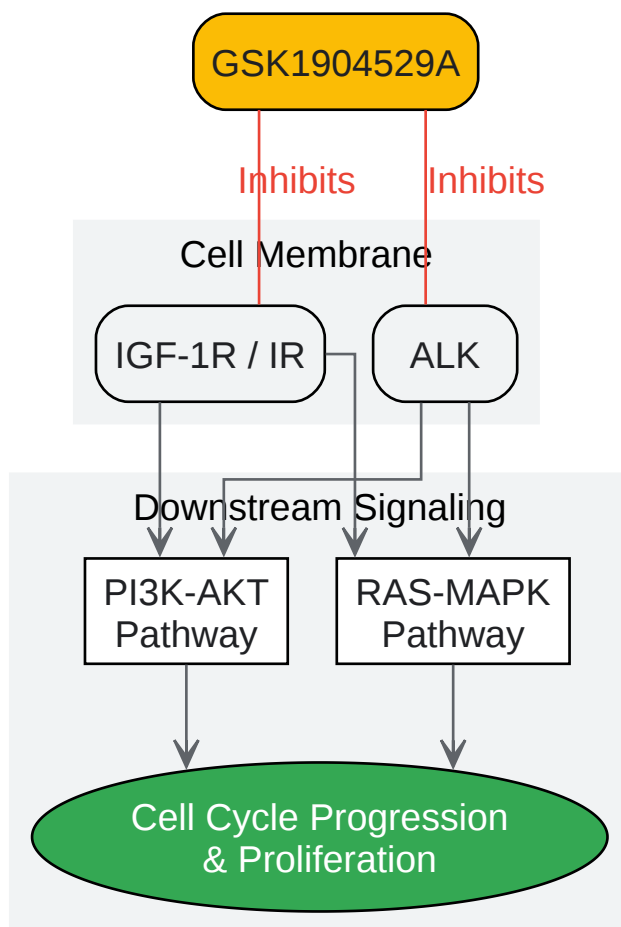 GSK1904529A
Inhibits
Inhibits
Cell Membrane
IGF-1R / IR
ALK
Downstream Signaling
PI3K-AKT
Pathway
RAS-MAPK
Pathway
Cell Cycle Progression
& Proliferation